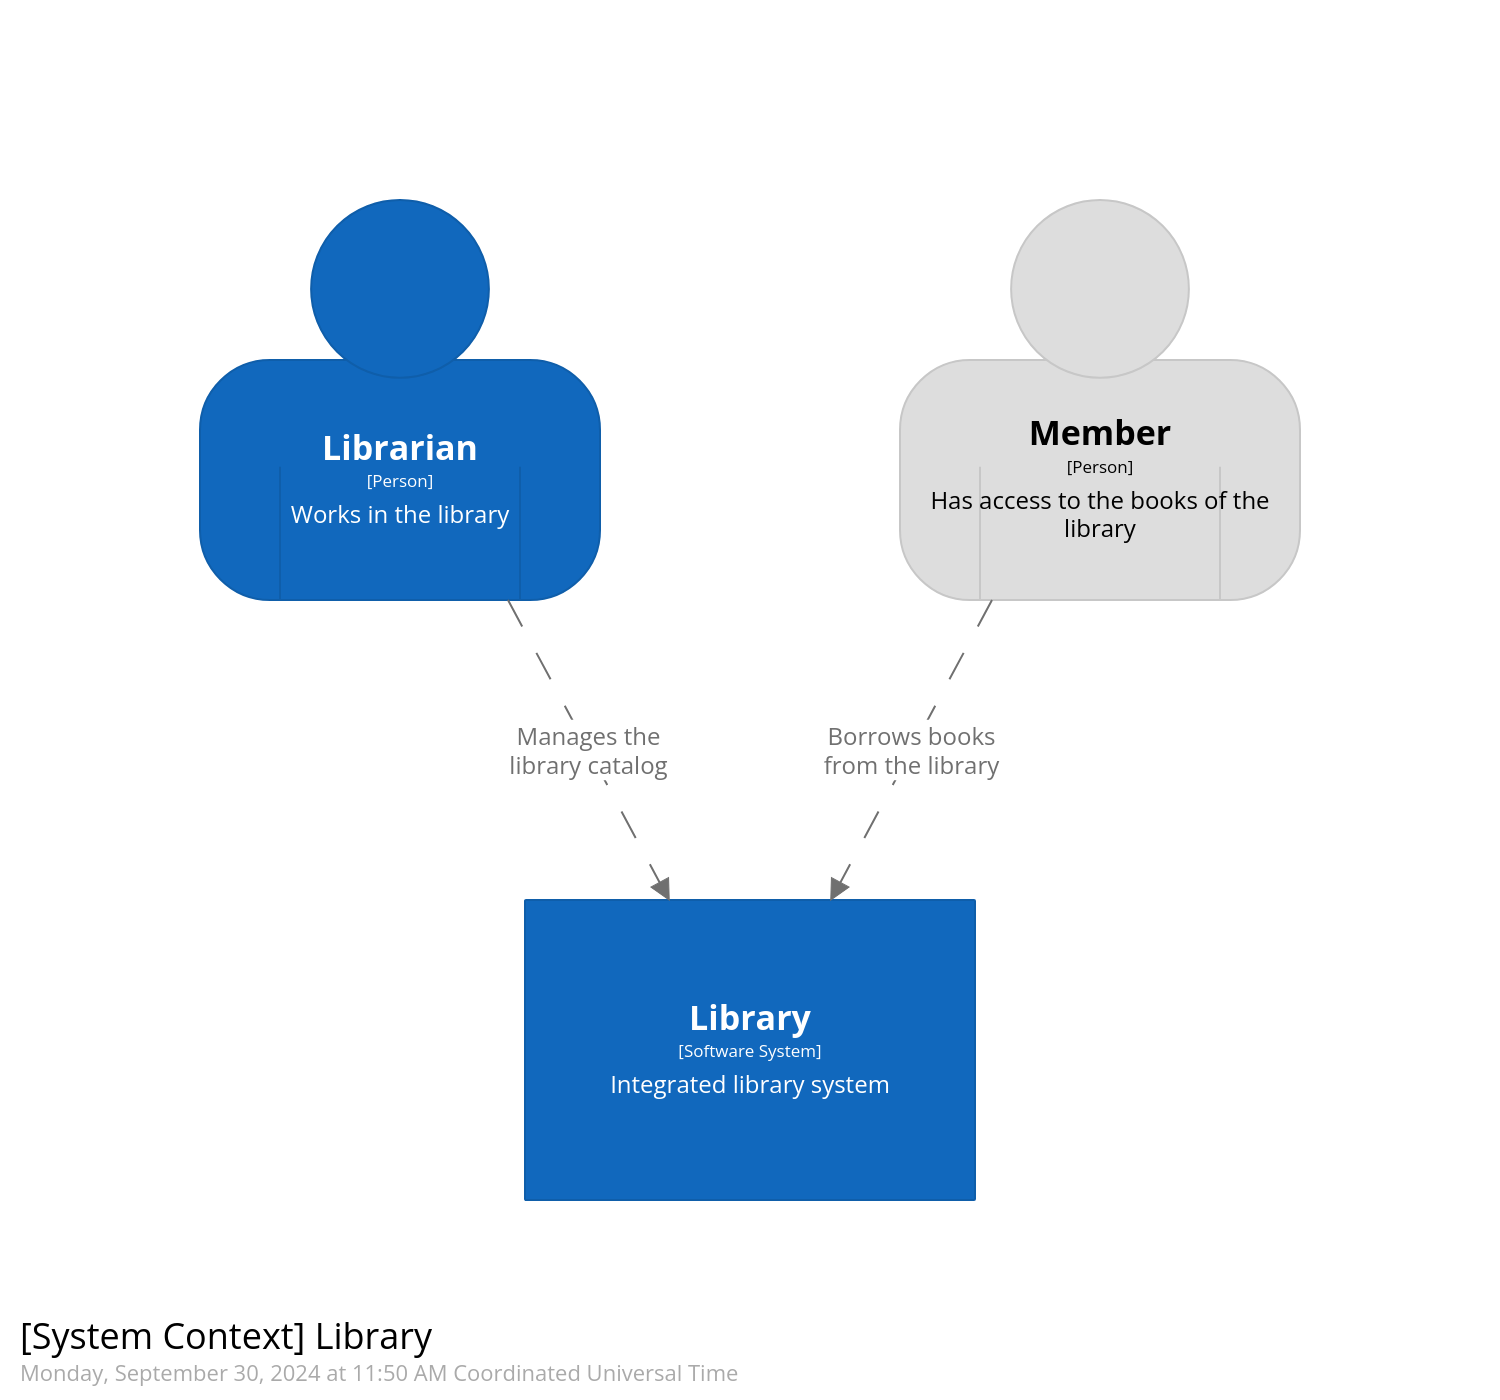 Librarian
[Person]
Works in the library
Member
[Person]
Has access to the books of the
library
Manages the
library catalog
Borrows books
from the library
Library
[Software System]
Integrated library system
[System Context] Library
Monday, September 30, 2024 at 11:50 AM Coordinated Universal Time